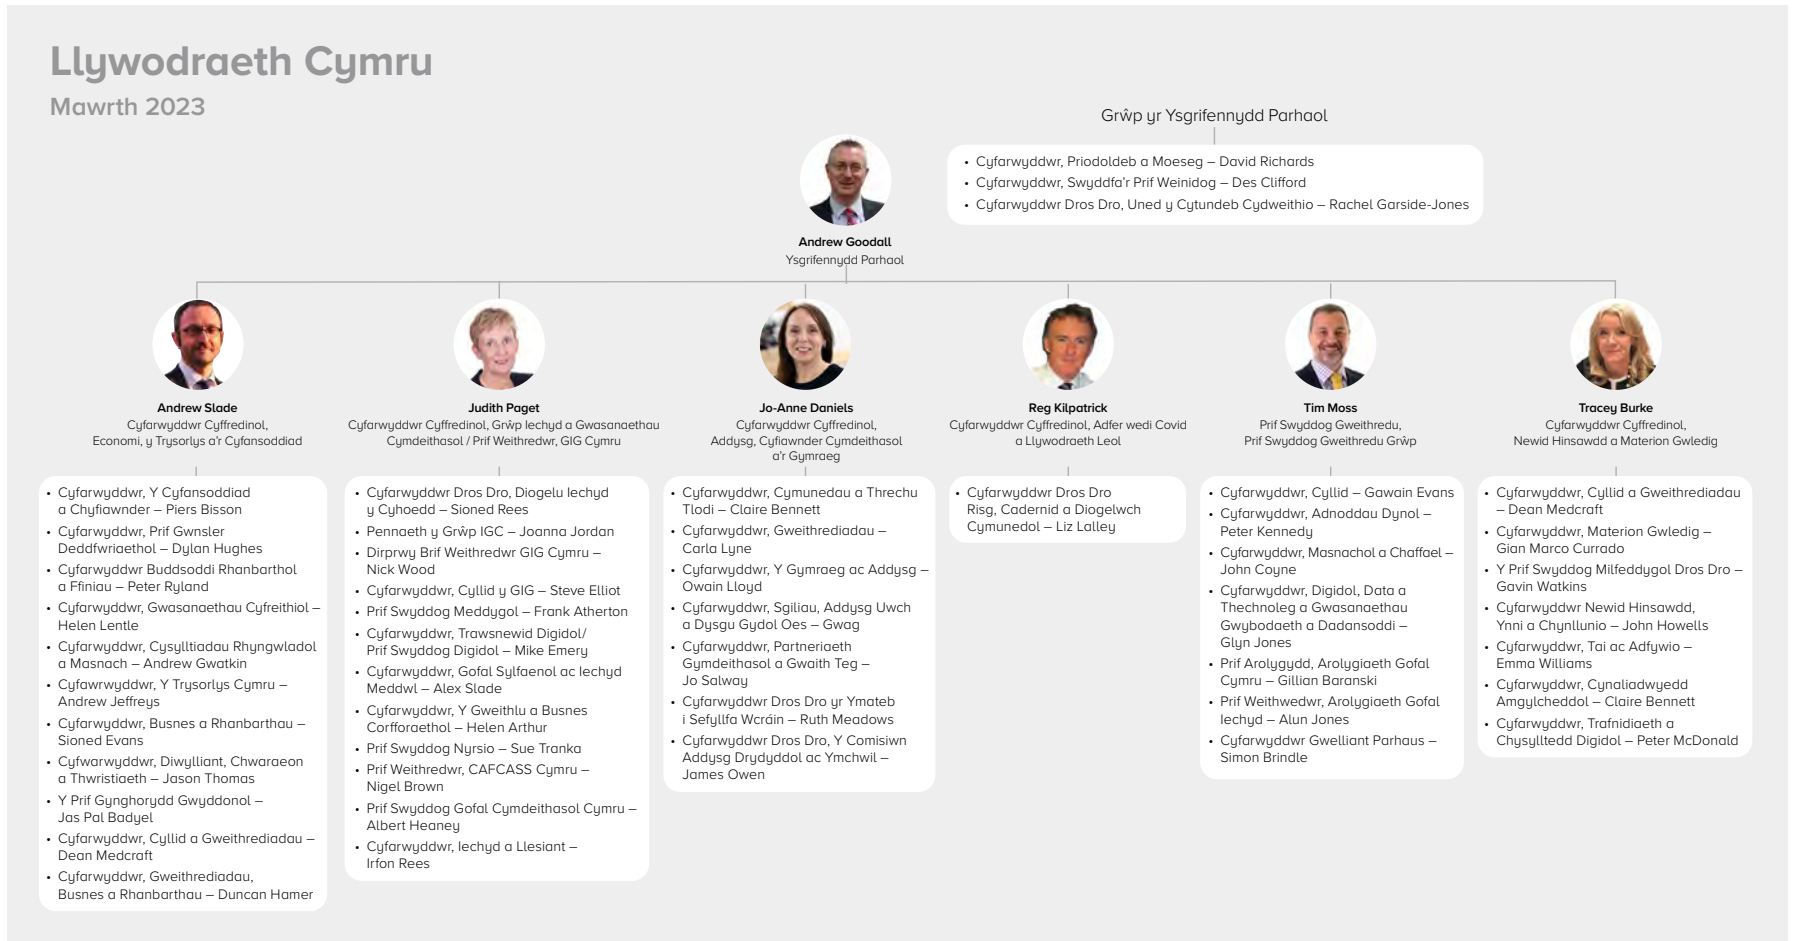 Llywodraeth Cymru
Mawrth 2023
Grŵp yr Ysgrifennydd Parhaol
• Cyfarwyddwr, Priodoldeb a Moeseg – David Richards
• Cyfarwyddwr, Swyddfa'r Prif Weinidog – Des Clifford
• Cyfarwyddwr Dros Dro, Uned y Cytundeb Cydweithio – Rachel Garside-Jones
Andrew Goodall
Ysgrifennydd Parhaol
Andrew Slade
Cyfarwyddwr Cyffredinol,
Economi, y Trysorlys a'r Cyfansoddiad
• Cyfarwyddwr, Y Cyfansoddiad
a Chyfiawnder – Piers Bisson
• Cyfarwyddwr, Prif Gwnsler
Deddfwriaethol – Dylan Hughes
• Cyfarwyddwr Buddsoddi Rhanbarthol
a Ffiniau – Peter Ryland
• Cyfarwyddwr, Gwasanaethau Cyfreithiol –
Helen Lentle
• Cyfarwyddwr, Cysylltiadau Rhyngwladol
a Masnach – Andrew Gwatkin
• Cyfawrwyddwr, Y Trysorlys Cymru –
Andrew Jeffreys
• Cyfarwyddwr, Busnes a Rhanbarthau –
Sioned Evans
• Cyfwarwyddwr, Diwylliant, Chwaraeon
a Thwristiaeth – Jason Thomas
• Y Prif Gynghorydd Gwyddonol –
Jas Pal Badyel
• Cyfarwyddwr, Cyllid a Gweithrediadau –
Dean Medcraft
• Cyfarwyddwr, Gweithrediadau,
Busnes a Rhanbarthau – Duncan Hamer
Judith Paget
Cyfarwyddwr Cyffredinol, Grŵp Iechyd a Gwasanaethau
Cymdeithasol / Prif Weithredwr, GIG Cymru
• Cyfarwyddwr Dros Dro, Diogelu Iechyd
y Cyhoedd – Sioned Rees
• Pennaeth y Grŵp IGC – Joanna Jordan
• Dirprwy Brif Weithredwr GIG Cymru –
Nick Wood
• Cyfarwyddwr, Cyllid y GIG – Steve Elliot
• Prif Swyddog Meddygol – Frank Atherton
• Cyfarwyddwr, Trawsnewid Digidol/
Prif Swyddog Digidol – Mike Emery
• Cyfarwyddwr, Gofal Sylfaenol ac Iechyd
Meddwl – Alex Slade
• Cyfarwyddwr, Y Gweithlu a Busnes
Corfforaethol – Helen Arthur
• Prif Swyddog Nyrsio – Sue Tranka
• Prif Weithredwr, CAFCASS Cymru –
Nigel Brown
• Prif Swyddog Gofal Cymdeithasol Cymru –
Albert Heaney
• Cyfarwyddwr, Iechyd a Llesiant –
Irfon Rees
Jo-Anne Daniels
Cyfarwyddwr Cyffredinol,
Addysg, Cyfiawnder Cymdeithasol
a'r Gymraeg
• Cyfarwyddwr, Cymunedau a Threchu
Tlodi – Claire Bennett
• Cyfarwyddwr, Gweithrediadau –
Carla Lyne
• Cyfarwyddwr, Y Gymraeg ac Addysg –
Owain Lloyd
• Cyfarwyddwr, Sgiliau, Addysg Uwch
a Dysgu Gydol Oes – Gwag
• Cyfarwyddwr, Partneriaeth
Gymdeithasol a Gwaith Teg –
Jo Salway
• Cyfarwyddwr Dros Dro yr Ymateb
i Sefyllfa Wcráin – Ruth Meadows
• Cyfarwyddwr Dros Dro, Y Comisiwn
Addysg Drydyddol ac Ymchwil –
James Owen
Reg Kilpatrick
Cyfarwyddwr Cyffredinol, Adfer wedi Covid
a Llywodraeth Leol
• Cyfarwyddwr Dros Dro
Risg, Cadernid a Diogelwch
Cymunedol – Liz Lalley
Tim Moss
Prif Swyddog Gweithredu,
Prif Swyddog Gweithredu Grŵp
• Cyfarwyddwr, Cyllid – Gawain Evans
• Cyfarwyddwr, Adnoddau Dynol –
Peter Kennedy
• Cyfarwyddwr, Masnachol a Chaffael –
John Coyne
• Cyfarwyddwr, Digidol, Data a
Thechnoleg a Gwasanaethau
Gwybodaeth a Dadansoddi –
Glyn Jones
• Prif Arolygydd, Arolygiaeth Gofal
Cymru – Gillian Baranski
• Prif Weithwedwr, Arolygiaeth Gofal
Iechyd – Alun Jones
• Cyfarwyddwr Gwelliant Parhaus –
Simon Brindle
Tracey Burke
Cyfarwyddwr Cyffredinol,
Newid Hinsawdd a Materion Gwledig
• Cyfarwyddwr, Cyllid a Gweithrediadau
– Dean Medcraft
• Cyfarwyddwr, Materion Gwledig –
Gian Marco Currado
• Y Prif Swyddog Milfeddygol Dros Dro –
Gavin Watkins
• Cyfarwyddwr Newid Hinsawdd,
Ynni a Chynllunio – John Howells
• Cyfarwyddwr, Tai ac Adfywio –
Emma Williams
• Cyfarwyddwr, Cynaliadwyedd
Amgylcheddol – Claire Bennett
• Cyfarwyddwr, Trafnidiaeth a
Chysylltedd Digidol – Peter McDonald